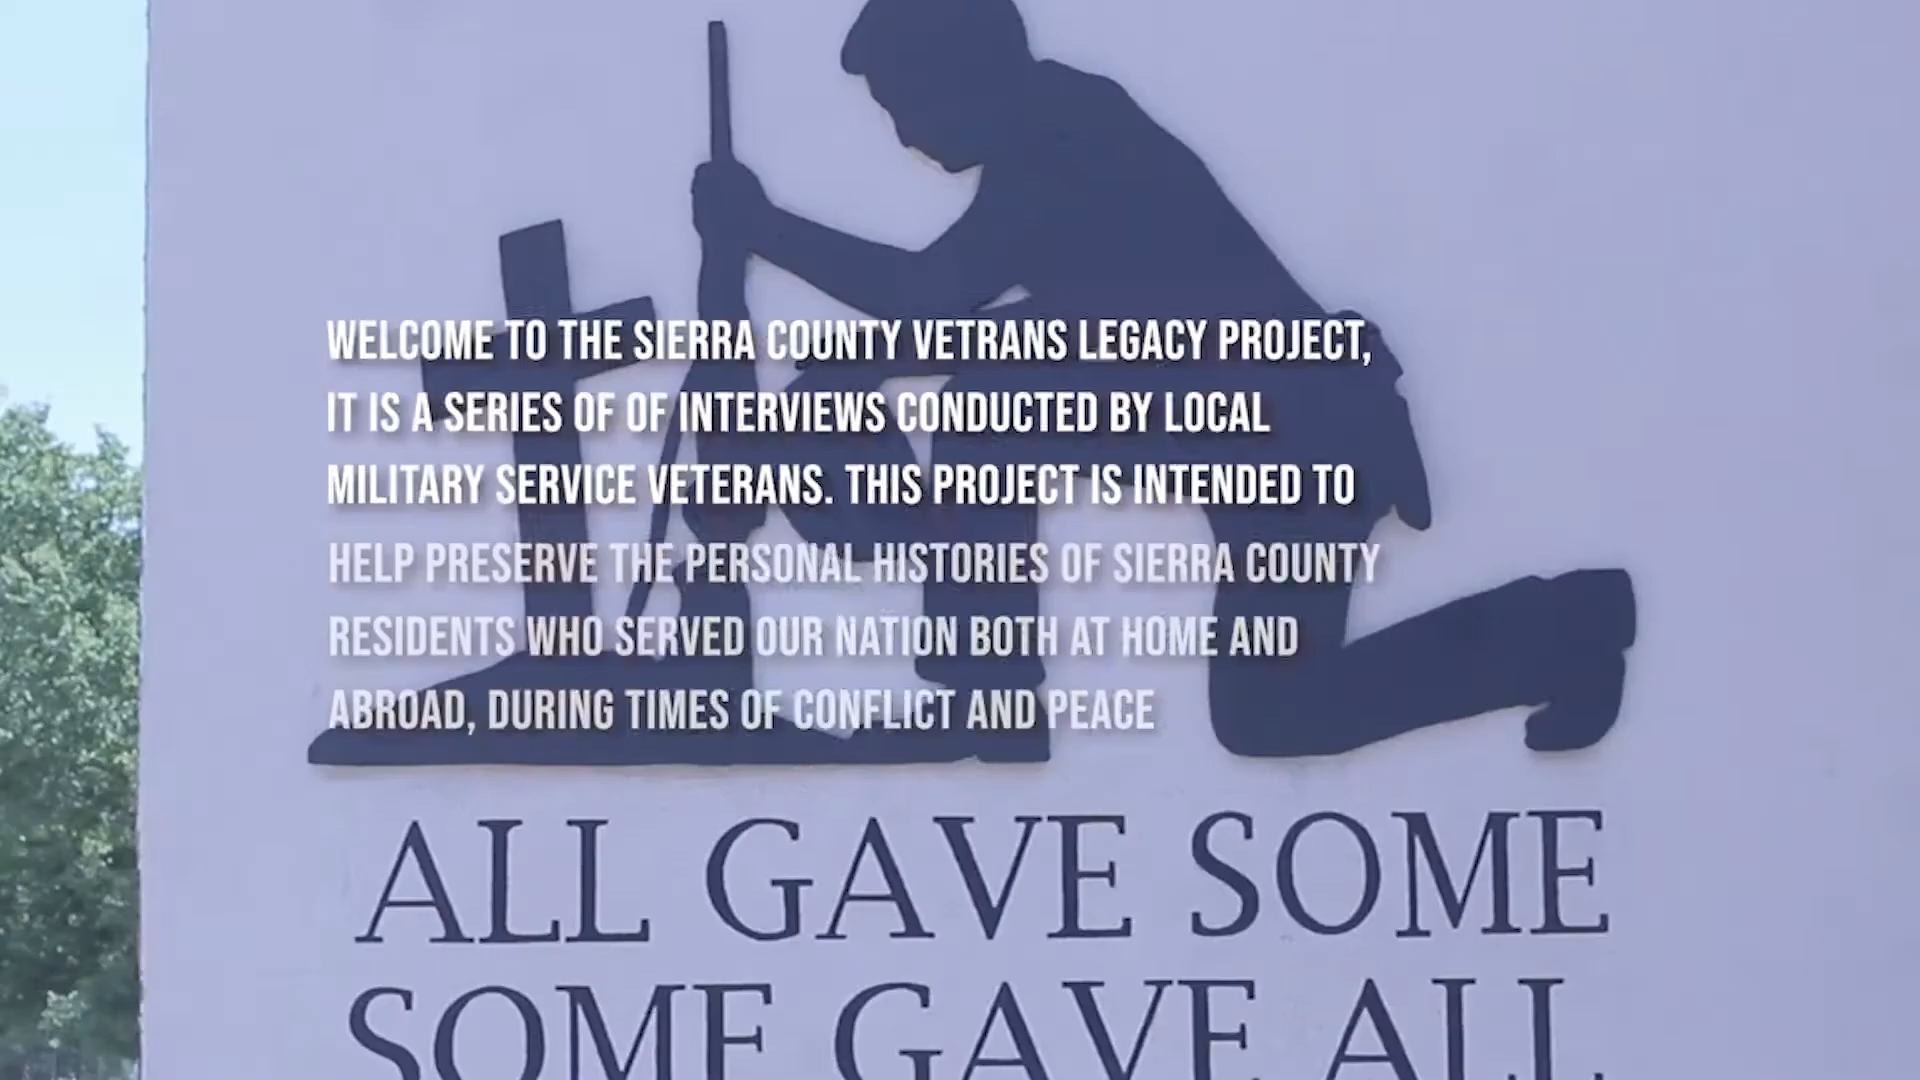 WELCOME TO THE SIERRA COUNTY VETRANS LEGACY PROJECT,
IT IS A SERIES OF OF INTERVIEWS CONDUCTED BY LOCAL
MILITARY SERVICE VETERANS. THIS PROJECT IS INTENDED TO
HELP PRESERVE THE PERSONAL HISTORIES OF SIERRA COUNTY
RESIDENTS WHO SERVED OUR NATION BOTH AT HOME AND
ABROAD, DURING TIMES OF CONFLICT AND PEACE
ALL GAVE SOME
SOME GAVE ALL